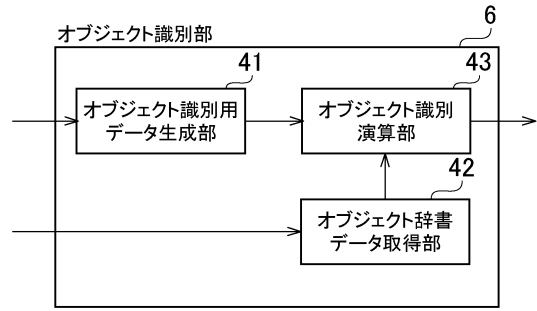 オブジェクト識別部
6
41
オブジェクト識別用
データ生成部
43
オブジェクト識別
演算部
42
オブジェクト辞書
データ取得部